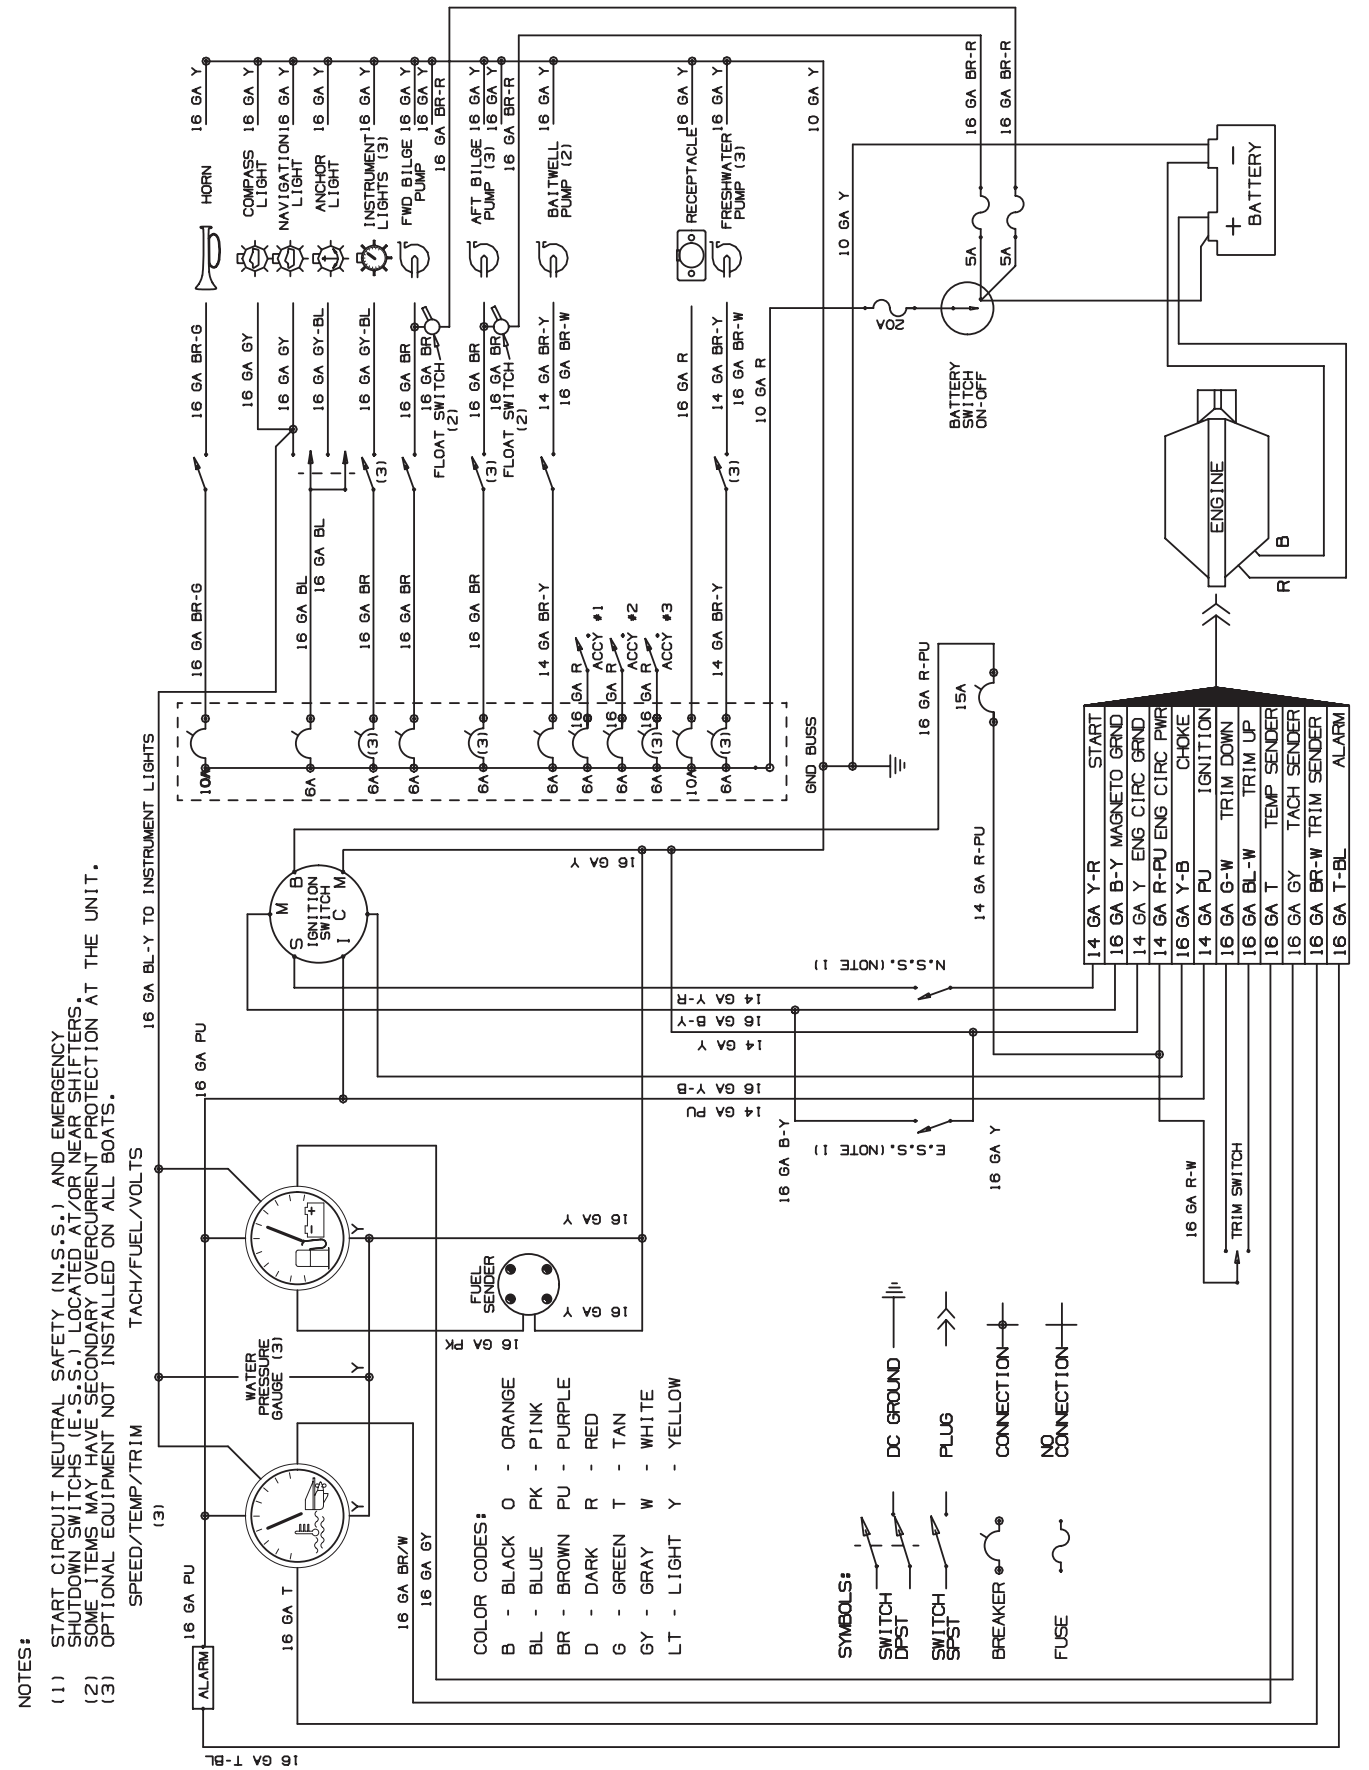 NOTES:
(1) START CIRCUIT NEUTRAL SAFETY (N.S.S.) AND EMERGENCY
SHUTDOWN SWITCHS (E.S.S.) LOCATED AT/OR NEAR SHIFTERS.
(2) SOME ITEMS MAY HAVE SECONDARY OVERCURRENT PROTECTION AT THE UNIT.
(3) OPTIONAL EQUIPMENT NOT INSTALLED ON ALL BOATS.
SPEED/TEMP/TRIM
(3)
TACH/FUEL/VOLTS
16 GA BL-Y TO INSTRUMENT LIGHTS
ALARM
16 GA PU
16 GA PU
16 GA T-BL
16 GA T
WATER
PRESSURE
GAUGE (3)
Y
Y
Y
- +
16 GA BR/W
16 GA GY
16 GA PK
FUEL
SENDER
16 GA Y
16 GA Y
16 GA Y
COLOR CODES:
B - BLACK O - ORANGE
BL - BLUE PK - PINK
BR - BROWN PU - PURPLE
D - DARK R - RED
G - GREEN T - TAN
GY - GRAY W - WHITE
LT - LIGHT Y - YELLOW
SYMBOLS:
SWITCH
DPST
SWITCH
SPST
BREAKER
FUSE
DC GROUND
PLUG
CONNECTION
NO
CONNECTION
IGNITION
SWITCH
B
M
S
M
C
I
14 GA Y-R
16 GA B-Y
14 GA Y
16 GA Y-B
14 GA PU
N.S.S.(NOTE 1)
E.S.S.(NOTE 1)
16 GA B-Y
16 GA Y
16 GA R-W
TRIM SWITCH
14 GA R-PU
16 GA R-PU
15A
14 GA Y-R START
16 GA B-Y MAGNETO GRND
14 GA Y ENG CIRC GRND
14 GA R-PU ENG CIRC PWR
16 GA Y-B CHOKE
14 GA PU IGNITION
16 GA G-W TRIM DOWN
16 GA BL-W TRIM UP
16 GA T TEMP SENDER
16 GA GY TACH SENDER
16 GA BR-W TRIM SENDER
16 GA T-BL ALARM
ENGINE
R
B
BATTERY
+
-
BATTERY
SWITCH
ON-OFF
20A
5A
5A
16 GA BR-R
16 GA BR-R
10 GA Y
10 GA Y
10 GA R
GND BUSS
10A
6A
6A (3)
6A
6A (3)
6A
6A
6A
6A (3)
10A
6A (3)
16 GA BR-G
16 GA BL
16 GA BL
16 GA BR
16 GA BR
16 GA BR
14 GA BR-Y
16 GA R
ACCY #1
16 GA R
ACCY #2
16 GA R
ACCY #3
14 GA BR-Y
(3)
(3)
(3)
16 GA BR-G
16 GA GY
16 GA GY
16 GA GY-BL
16 GA GY-BL
16 GA BR
16 GA BR
FLOAT SWITCH
(2)
16 GA BR
16 GA BR
FLOAT SWITCH
(2)
14 GA BR-Y
16 GA BR-W
16 GA R
14 GA BR-Y
16 GA BR-W
HORN
COMPASS
LIGHT
NAVIGATION
LIGHT
ANCHOR
LIGHT
INSTRUMENT
LIGHTS (3)
FWD BILGE
PUMP
AFT BILGE
PUMP (3)
BAITWELL
PUMP (2)
RECEPTACLE
FRESHWATER
PUMP (3)
16 GA Y
16 GA Y
16 GA Y
16 GA Y
16 GA Y
16 GA Y
16 GA Y
16 GA BR-R
16 GA Y
16 GA Y
16 GA BR-R
16 GA Y
16 GA Y
16 GA Y